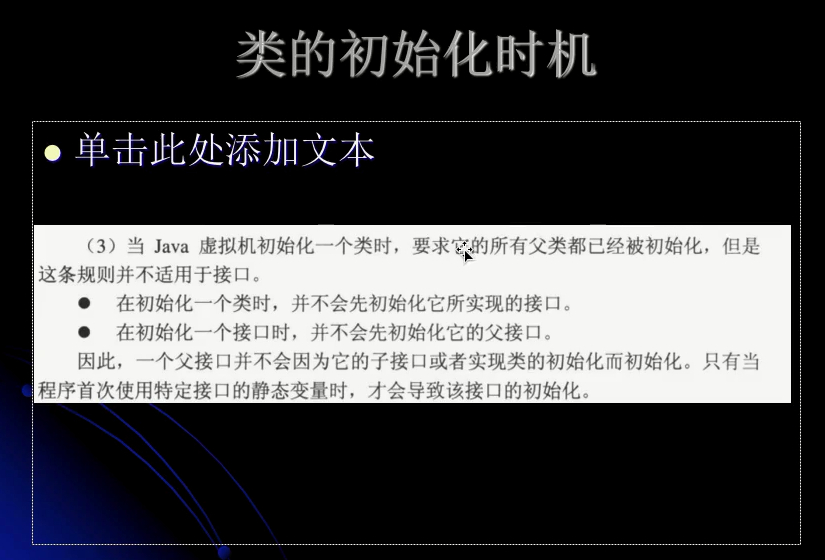 类的初始化时机
单击此处添加文本
（3）当 Java 虚拟机初始化一个类时，要求它的所有父类都已经被初始化，但是
这条规则并不适用于接口。
● 在初始化一个类时，并不会先初始化它所实现的接口。
● 在初始化一个接口时，并不会先初始化它的父接口。
因此，一个父接口并不会因为它的子接口或者实现类的初始化而初始化。只有当
程序首次使用特定接口的静态变量时，才会导致该接口的初始化。